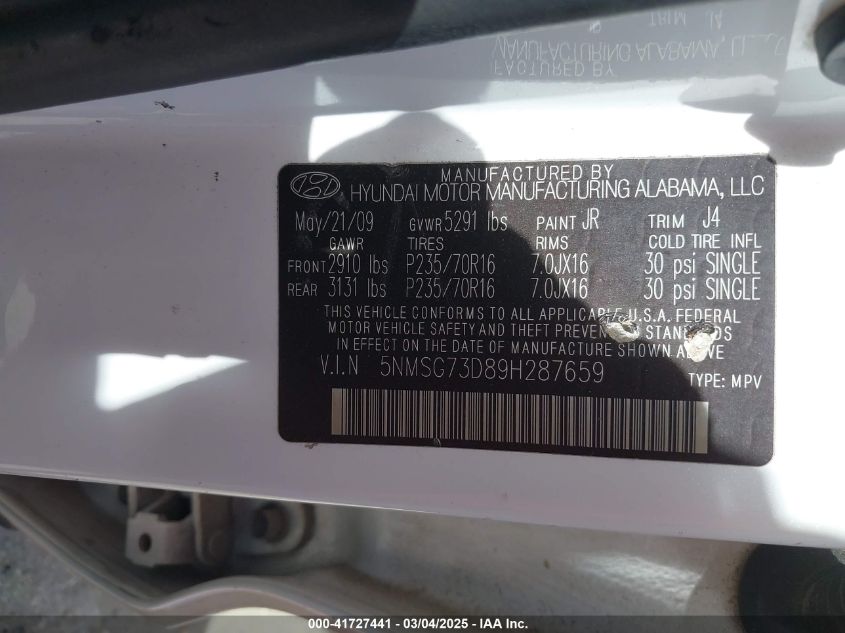 MANUFACTURED BY
HYUNDAI MOTOR MANUFACTURING ALABAMA, LLC
May/21/09 GVWR 5291 lbs PAINT JR TRIM J4
GAWR TIRES RIMS COLD TIRE INFL
FRONT 2910 lbs P235/70R16 7.0JX16 30 psi SINGLE
REAR 3131 lbs P235/70R16 7.0JX16 30 psi SINGLE
THIS VEHICLE CONFORMS TO ALL U.S.A. FEDERAL
MOTOR VEHICLE SAFETY AND THEFT STANDARDS
IN EFFECT ON THE DATE OF MANUFACTURE SHOWN ABOVE.
V.I.N 5NMSG73D89H287659
TYPE: MPV
000-41727441 - 03/04/2025 - IAA Inc.